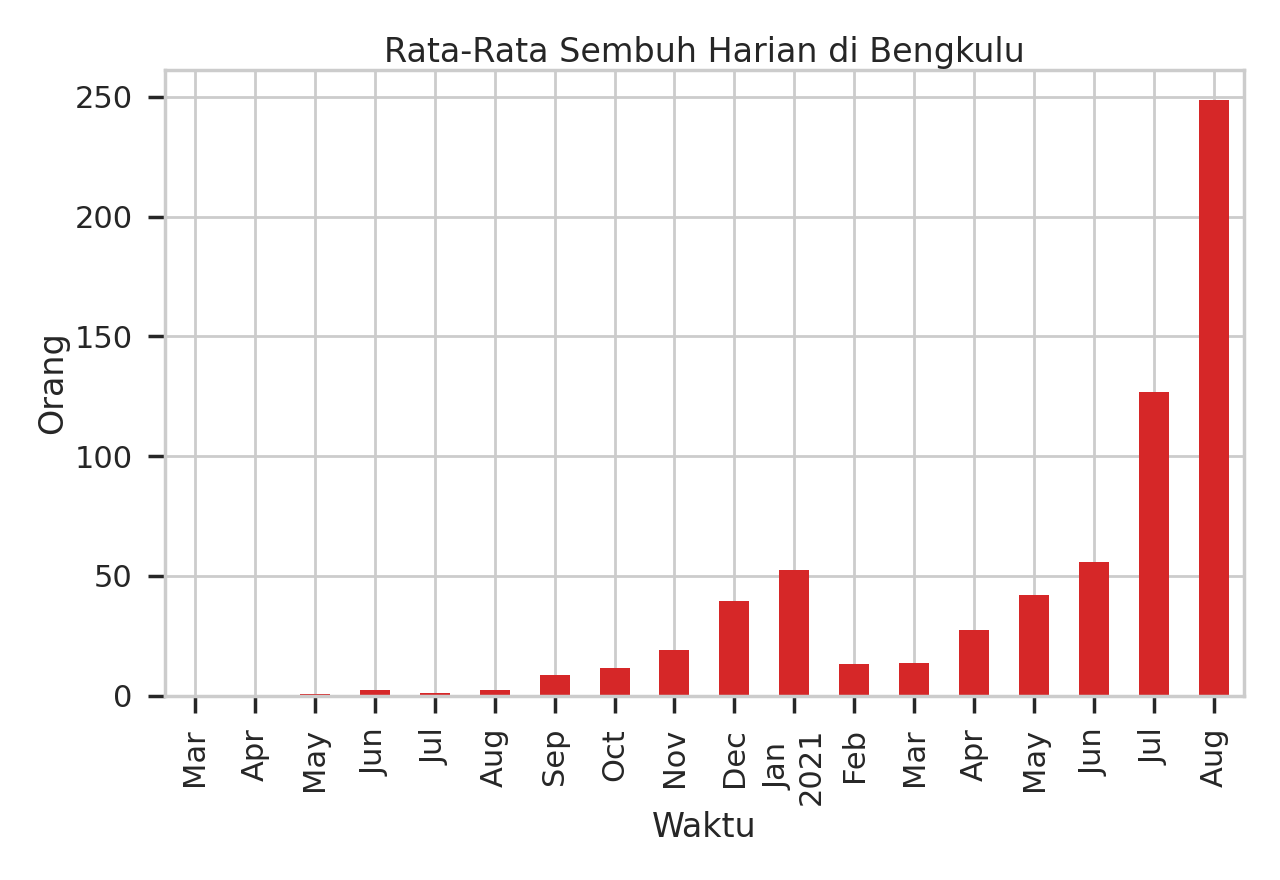 Rata-Rata Sembuh Harian di Bengkulu
Orang
250
200
150
100
50
0
Mar
Apr
May
Jun
Jul
Aug
Sep
Oct
Nov
Dec
Jan
2021
Feb
Mar
Apr
May
Jun
Jul
Aug
Waktu